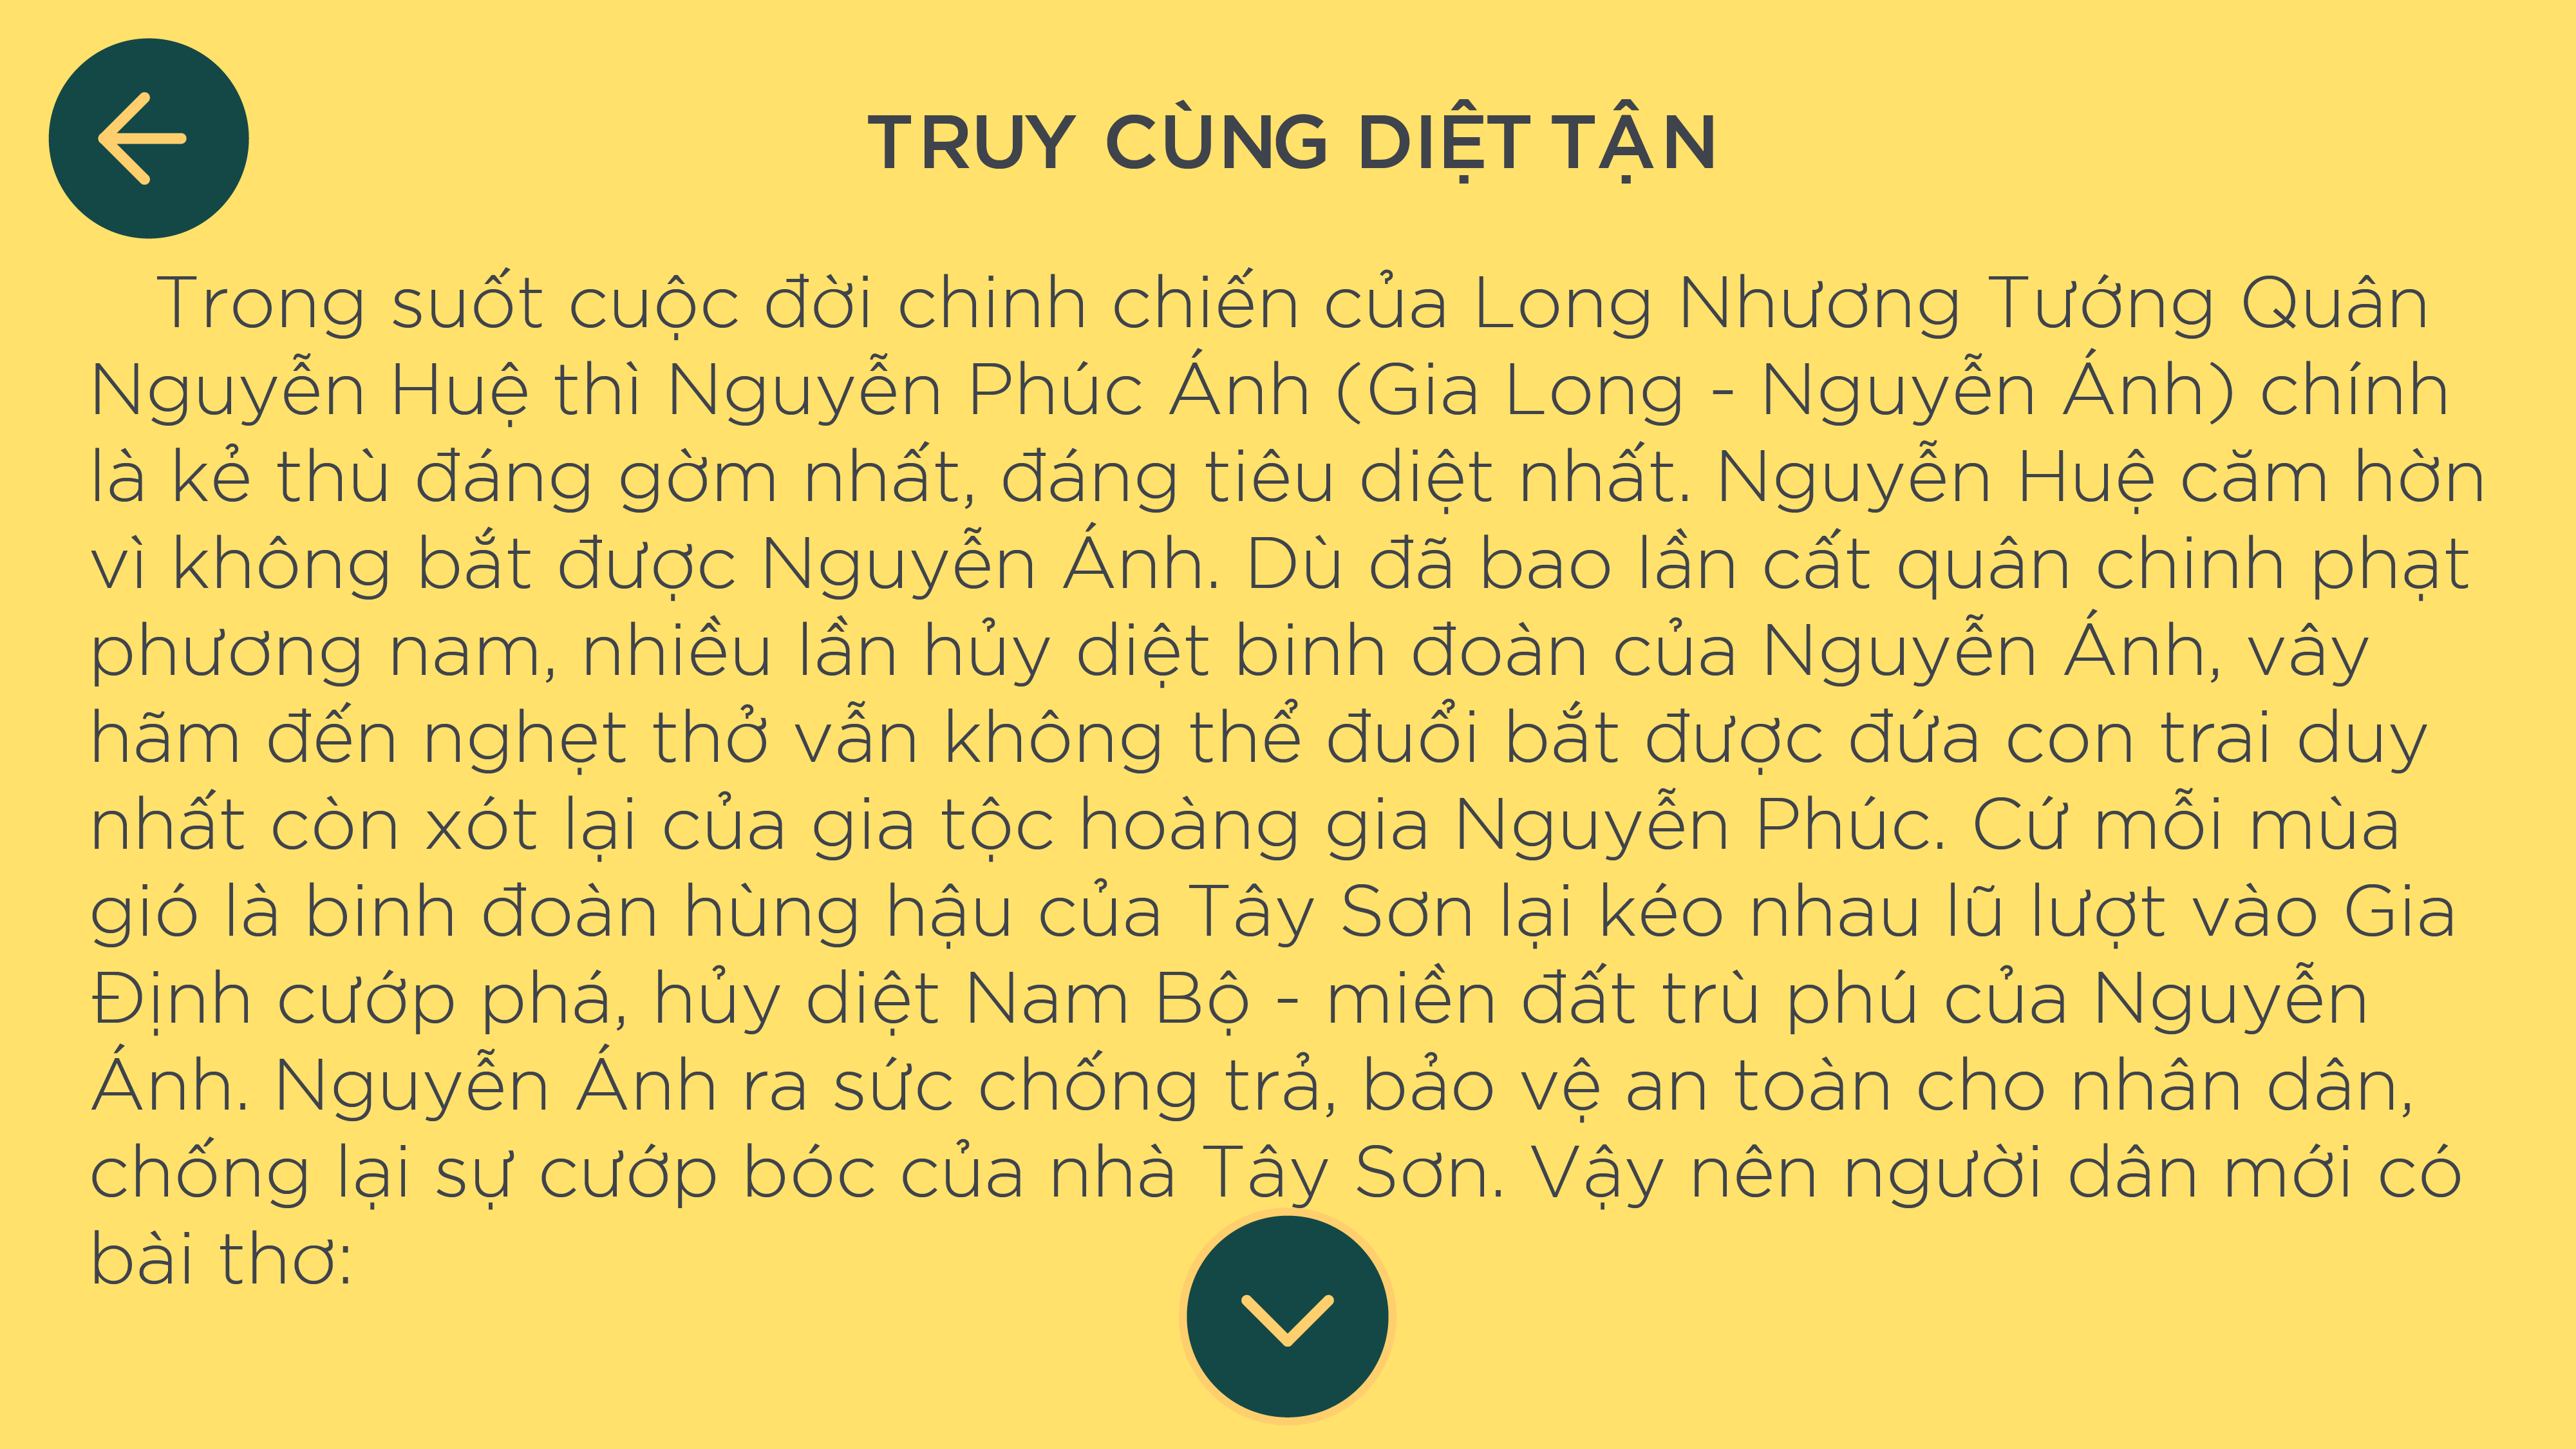 TRUY CÙNG DIỆT TẬN
Trong suốt cuộc đời chinh chiến của Long Nhương Tướng Quân
Nguyễn Huệ thì Nguyễn Phúc Ánh (Gia Long - Nguyễn Ánh) chính
là kẻ thù đáng gờm nhất, đáng tiêu diệt nhất. Nguyễn Huệ căm hờn
vì không bắt được Nguyễn Ánh. Dù đã bao lần cất quân chinh phạt
phương nam, nhiều lần hủy diệt binh đoàn của Nguyễn Ánh, vây
hãm đến nghẹt thở vẫn không thể đuổi bắt được đứa con trai duy
nhất còn xót lại của gia tộc hoàng gia Nguyễn Phúc. Cứ mỗi mùa
gió là binh đoàn hùng hậu của Tây Sơn lại kéo nhau lũ lượt vào Gia
Định cướp phá, hủy diệt Nam Bộ - miền đất trù phú của Nguyễn
Ánh. Nguyễn Ánh ra sức chống trả, bảo vệ an toàn cho nhân dân,
chống lại sự cướp bóc của nhà Tây Sơn. Vậy nên người dân mới có
bài thơ: